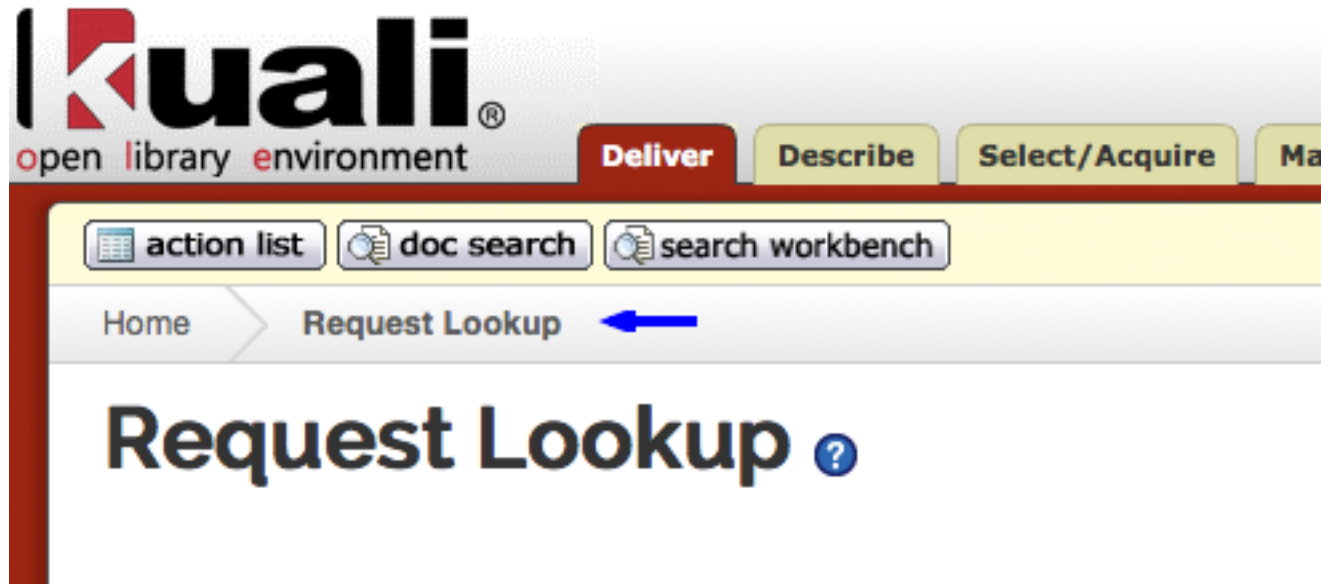 kuali®
open library environment
Deliver Describe Select/Acquire Ma
action list doc search search workbench
Home Request Lookup
Request Lookup ?